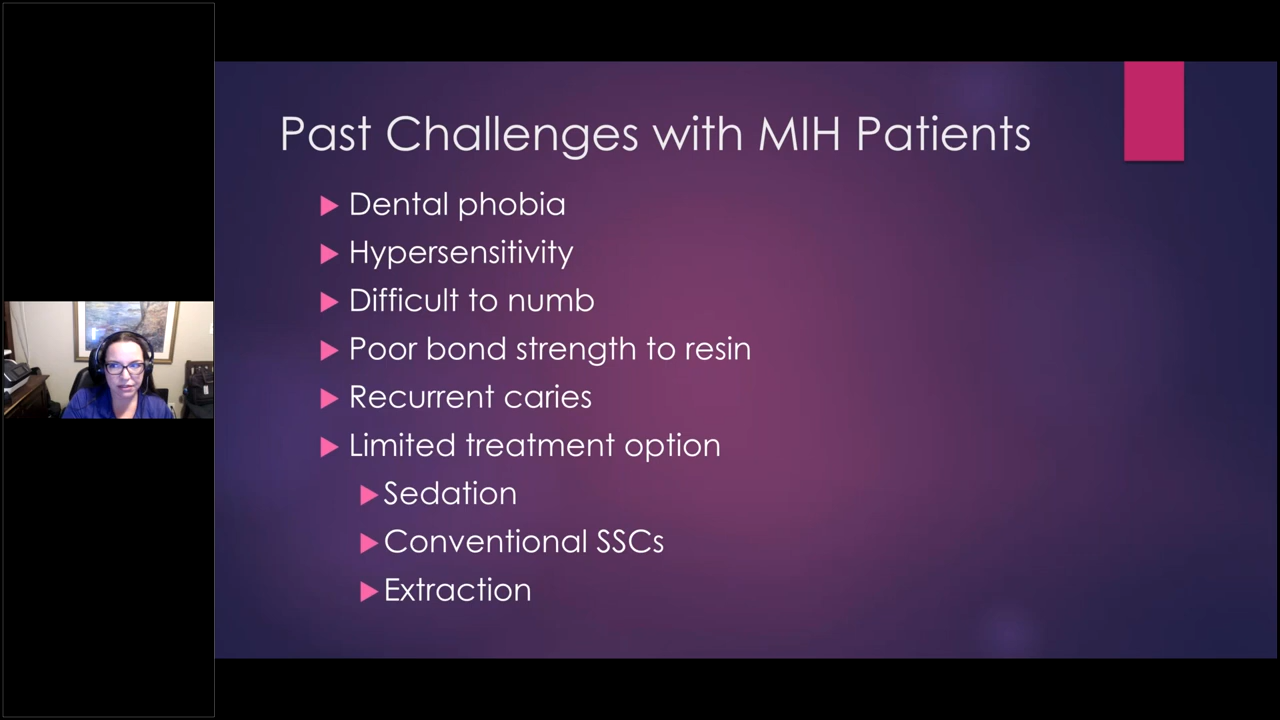 Past Challenges with MIH Patients
Dental phobia
Hypersensitivity
Difficult to numb
Poor bond strength to resin
Recurrent caries
Limited treatment option
Sedation
Conventional SSCs
Extraction